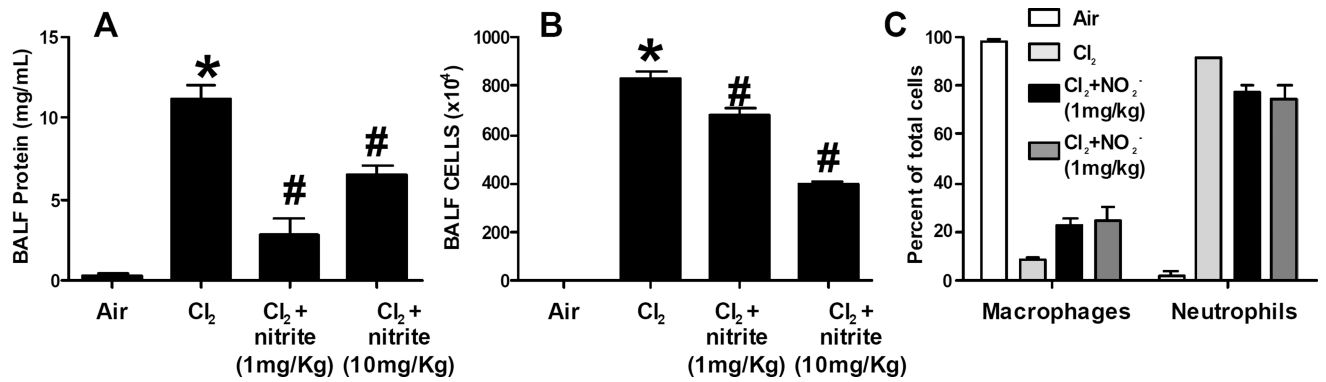 A
BALF Protein (mg/mL)
15
10
5
0
*
#
#
Air
Cl₂
Cl₂ +
nitrite
(1mg/Kg)
Cl₂ +
nitrite
(10mg/Kg)
B
BALF CELLS (x10⁴)
1000
800
600
400
200
0
*
#
#
Air
Cl₂
Cl₂ +
nitrite
(1mg/Kg)
Cl₂ +
nitrite
(10mg/Kg)
C
Percent of total cells
100
80
60
40
20
0
Air
Cl₂
Cl₂+NO₂⁻
(1mg/kg)
Cl₂+NO₂⁻
(1mg/kg)
Macrophages
Neutrophils